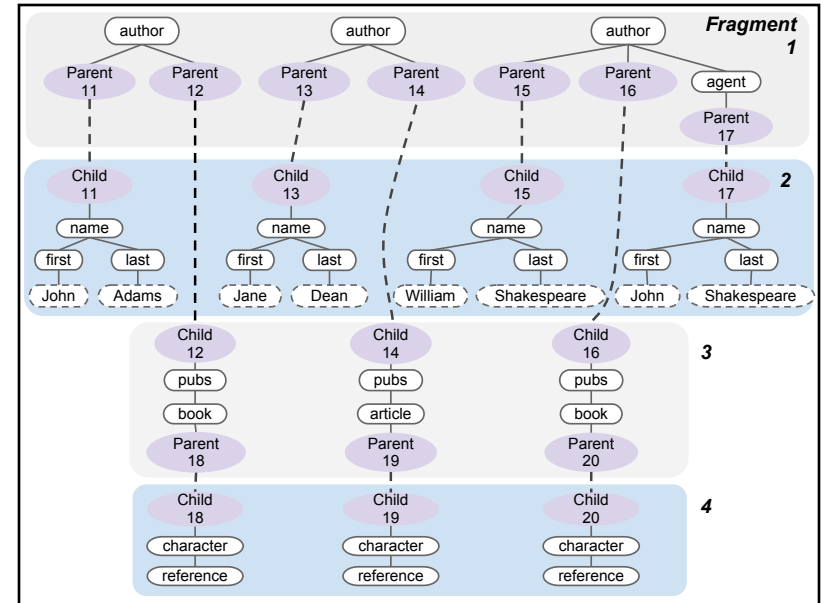 author author author Fragment
1
Parent Parent Parent Parent Parent Parent agent
11 12 13 14 15 16
Parent
17
Child Child Child Child 2
11 13 15 17
name name name name
first last first last first last first last
John Adams Jane Dean William Shakespeare John Shakespeare
Child Child Child 3
12 14 16
pubs pubs pubs
book article book
Parent Parent Parent
18 19 20
Child Child Child 4
18 19 20
character character character
reference reference reference